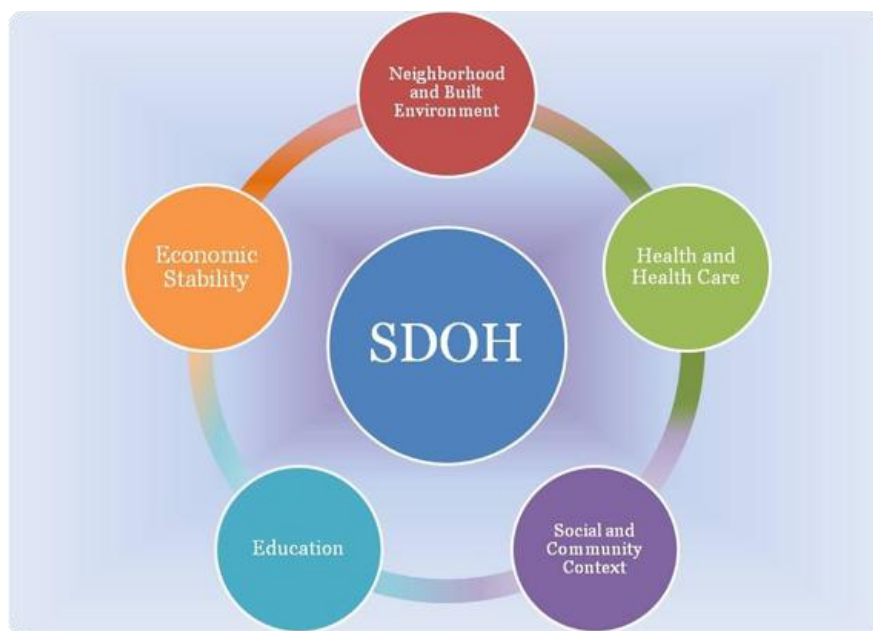 Neighborhood
and Built
Environment
Economic
Stability
Health and
Health Care
SDOH
Education
Social and
Community
Context